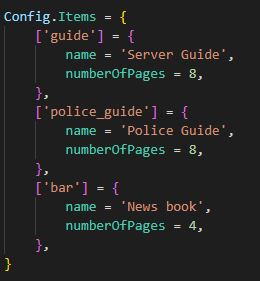 Config.Items = {
    ['guide'] = {
        name = 'Server Guide',
        numberOfPages = 8,
    },
    ['police_guide'] = {
        name = 'Police Guide',
        numberOfPages = 8,
    },
    ['bar'] = {
        name = 'News book',
        numberOfPages = 4,
    },
}